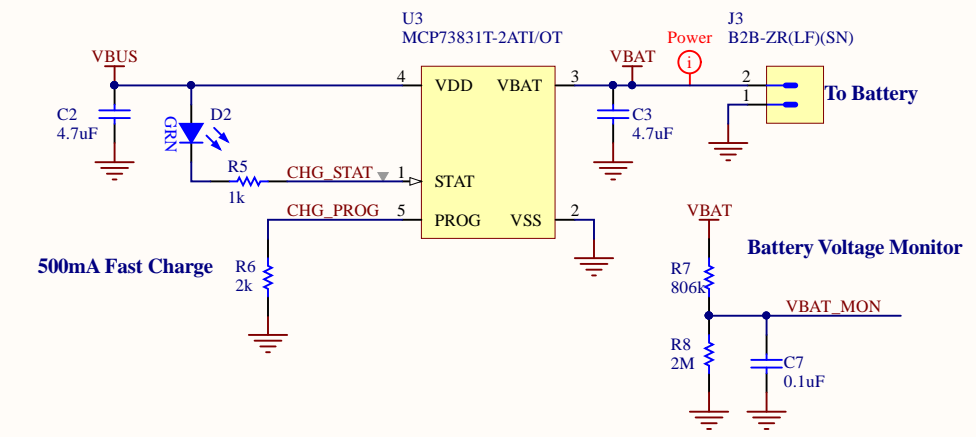 U3
MCP73831T-2ATI/OT
J3
B2B-ZR(LF)(SN)
VBUS
VBAT
Power
i
4
VDD
VBAT
3
2
1
To Battery
C2
4.7uF
D2
GRN
C3
4.7uF
R5
1k
CHG_STAT
1
STAT
CHG_PROG
5
PROG
VSS
2
500mA Fast Charge
R6
2k
VBAT
Battery Voltage Monitor
R7
806k
VBAT_MON
R8
2M
C7
0.1uF